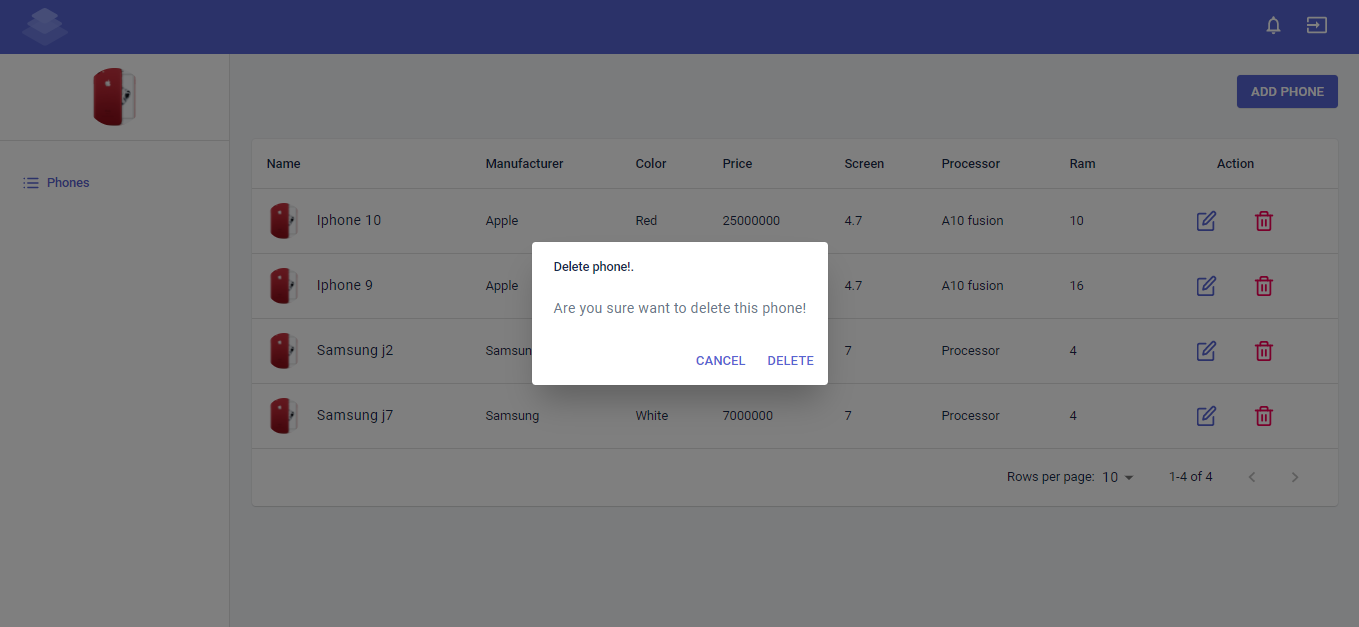 ADD PHONE
Phones
Name Manufacturer Color Price Screen Processor Ram Action
Iphone 10 Apple Red 25000000 4.7 A10 fusion 10
Iphone 9 Apple 4.7 A10 fusion 16
Samsung j2 7 Processor 4
Samsung j7 Samsung White 7000000 7 Processor 4
Rows per page: 10 1-4 of 4
Delete phone!.
Are you sure want to delete this phone!
CANCEL DELETE